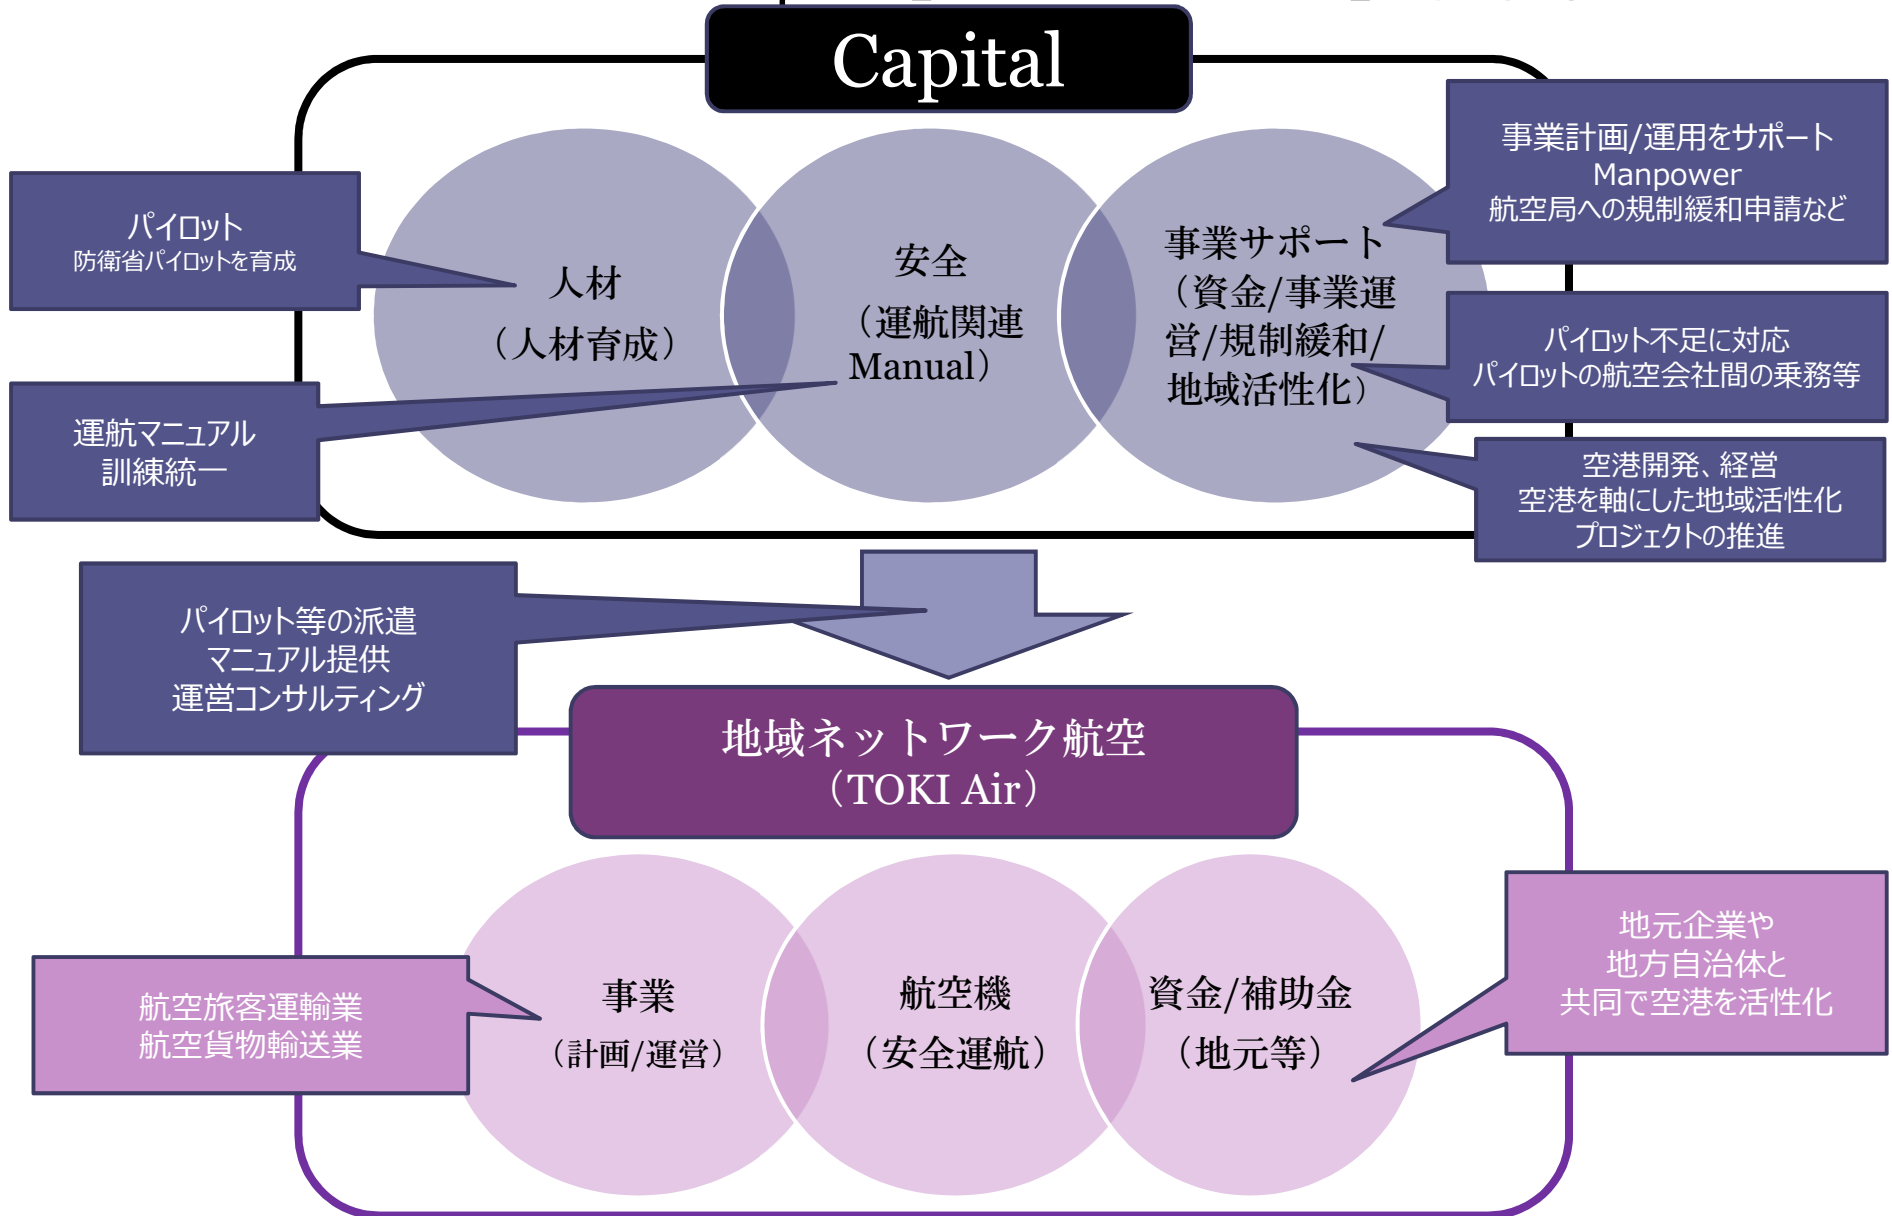 Capital
事業計画/運用をサポート
Manpower
航空局への規制緩和申請など
パイロット
防衛省パイロットを育成
人材
（人材育成）
安全
（運航関連
Manual）
事業サポート
（資金/事業運
営/規制緩和/
地域活性化）
パイロット不足に対応
パイロットの航空会社間の乗務等
運航マニュアル
訓練統一
空港開発、経営
空港を軸にした地域活性化
プロジェクトの推進
パイロット等の派遣
マニュアル提供
運営コンサルティング
地域ネットワーク航空
（TOKI Air）
航空旅客運輸業
航空貨物輸送業
事業
（計画/運営）
航空機
（安全運航）
資金/補助金
（地元等）
地元企業や
地方自治体と
共同で空港を活性化